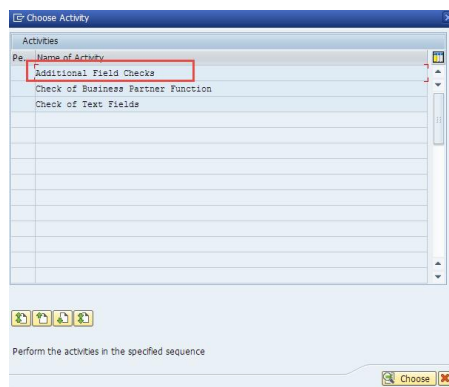 Choose Activity
Activities
Pe.. Name of Activity
Additional Field Checks
Check of Business Partner Function
Check of Text Fields
Perform the activities in the specified sequence
Choose